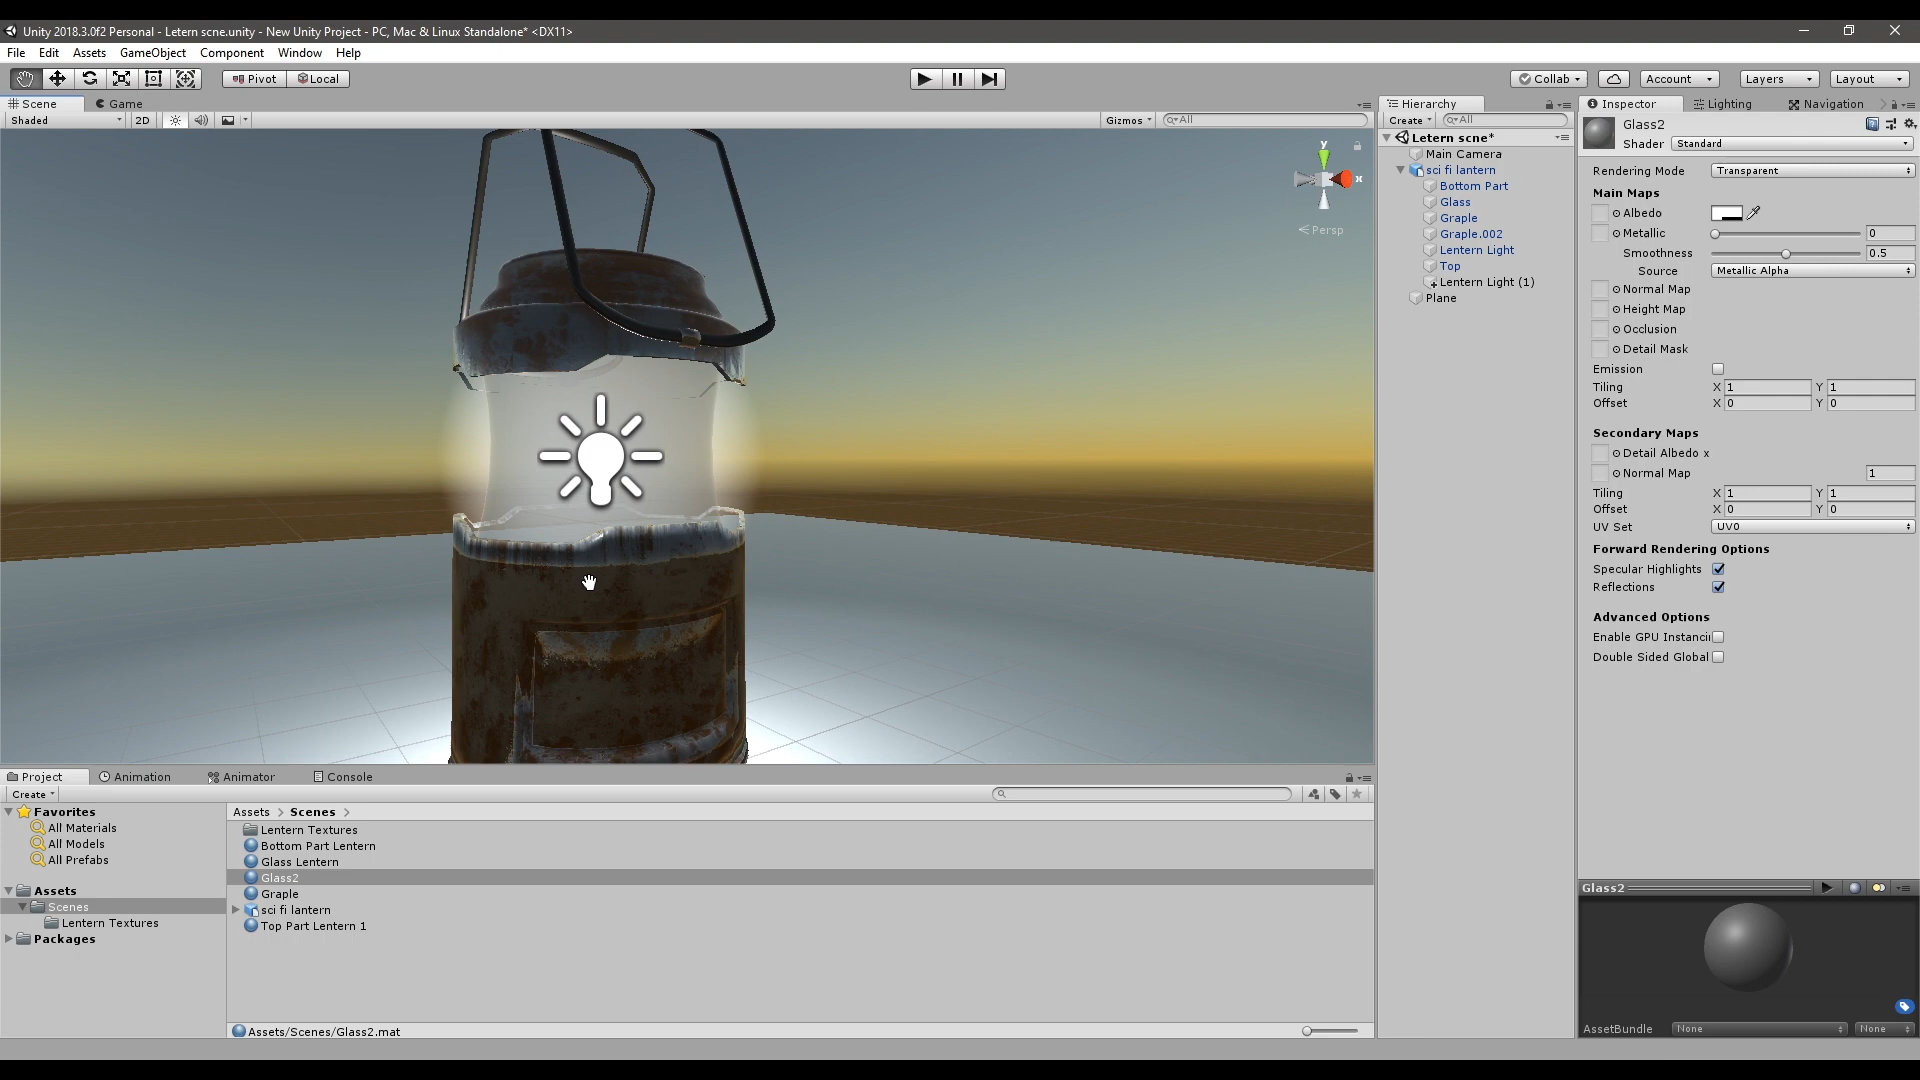 Unity 2018.3.0f2 Personal - Letern scne.unity - New Unity Project - PC, Mac & Linux Standalone* <DX11>
File Edit Assets GameObject Component Window Help
Pivot Local Collab Account Layers Layout
Scene Game
Shaded 2D Gizmos All
y
x
Persp
Hierarchy
Create All
Letern scne*
Main Camera
sci fi lantern
Bottom Part
Glass
Graple
Graple.002
Lentern Light
Top
Lentern Light (1)
Plane
Inspector Lighting Navigation
Glass2
Shader Standard
Rendering Mode Transparent
Main Maps
Albedo
Metallic 0
Smoothness 0.5
Source Metallic Alpha
Normal Map
Height Map
Occlusion
Detail Mask
Emission
Tiling X 1 Y 1
Offset X 0 Y 0
Secondary Maps
Detail Albedo x
Normal Map 1
Tiling X 1 Y 1
Offset X 0 Y 0
UV Set UV0
Forward Rendering Options
Specular Highlights
Reflections
Advanced Options
Enable GPU Instancin
Double Sided Global
Glass2
AssetBundle None None
Project Animation Animator Console
Create
Favorites
All Materials
All Models
All Prefabs
Assets
Scenes
Lentern Textures
Packages
Assets > Scenes >
Lentern Textures
Bottom Part Lentern
Glass Lentern
Glass2
Graple
sci fi lantern
Top Part Lentern 1
Assets/Scenes/Glass2.mat